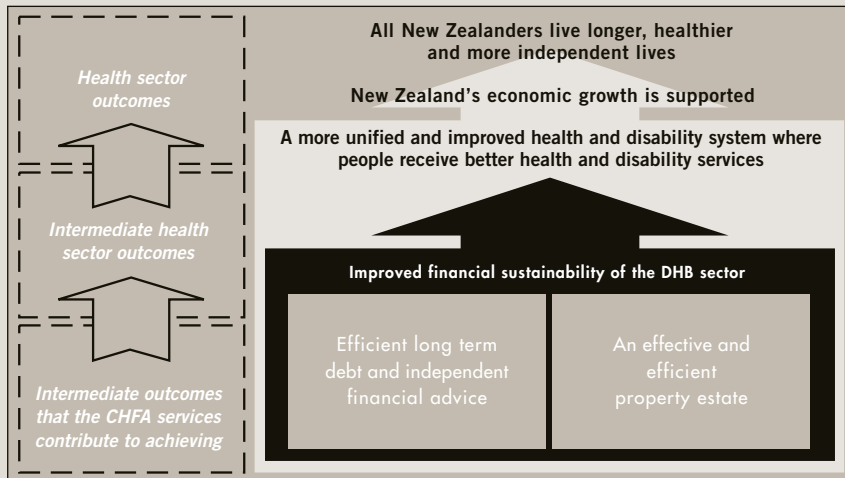 Health sector
outcomes
Intermediate health
sector outcomes
Intermediate outcomes
that the CHFA services
contribute to achieving
All New Zealanders live longer, healthier
and more independent lives
New Zealand's economic growth is supported
A more unified and improved health and disability system where
people receive better health and disability services
Improved financial sustainability of the DHB sector
Efficient long term
debt and independent
financial advice
An effective and
efficient
property estate